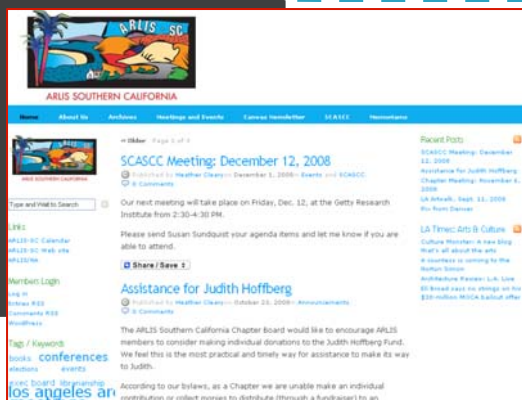 ARLIS SC
ARLIS SOUTHERN CALIFORNIA
Home About Us Archives Meetings and Events Canvas Newsletter SCASCC
ARLIS SC
« Older Page 1 of 4
SCASCC Meeting: December 12, 2008
Published by Heather Cleary on December 1, 2008 in Events and SCASCC
0 Comments
Our next meeting will take place on Friday, Dec. 12, at the Getty Research
Institute from 2:30-4:30 PM.
Please send Susan Sundquist your agenda items and let me know if you are
able to attend.
Share / Save
Assistance for Judith Hoffberg
Published by Heather Cleary on October 23, 2008 in Announcements
0 Comments
The ARLIS Southern California Chapter Board would like to encourage ARLIS
members to consider making individual donations to the Judith Hoffberg Fund.
We feel this is the most practical and timely way for assistance to make its way
to Judith.
According to our bylaws, as a Chapter we are unable make an individual
contribution or collect monies to distribute (through a fundraiser) to an
Type and Wait to Search
Links
ARLIS-SC Calendar
ARLIS-SC Web site
ARLIS/NA
Members Login
Log in
Entries RSS
Comments RSS
WordPress
Tags / Keywords
books conferences
elections events
exec board librarianship
los angeles
Recent Posts
SCASCC Meeting: December
12, 2008
Assistance for Judith Hoffberg
Chapter Meeting: November
2008
LA Artwalk, Sept. 11, 2008
Pix from Denver
LA Times: Arts & Culture
Culture Monster: A new blog
that's all about the arts
A countess is coming to the
Norton Simon
Architecture Review: L.A. Live
Eli Broad says no strings on his
$30-million MOCA bailout offer